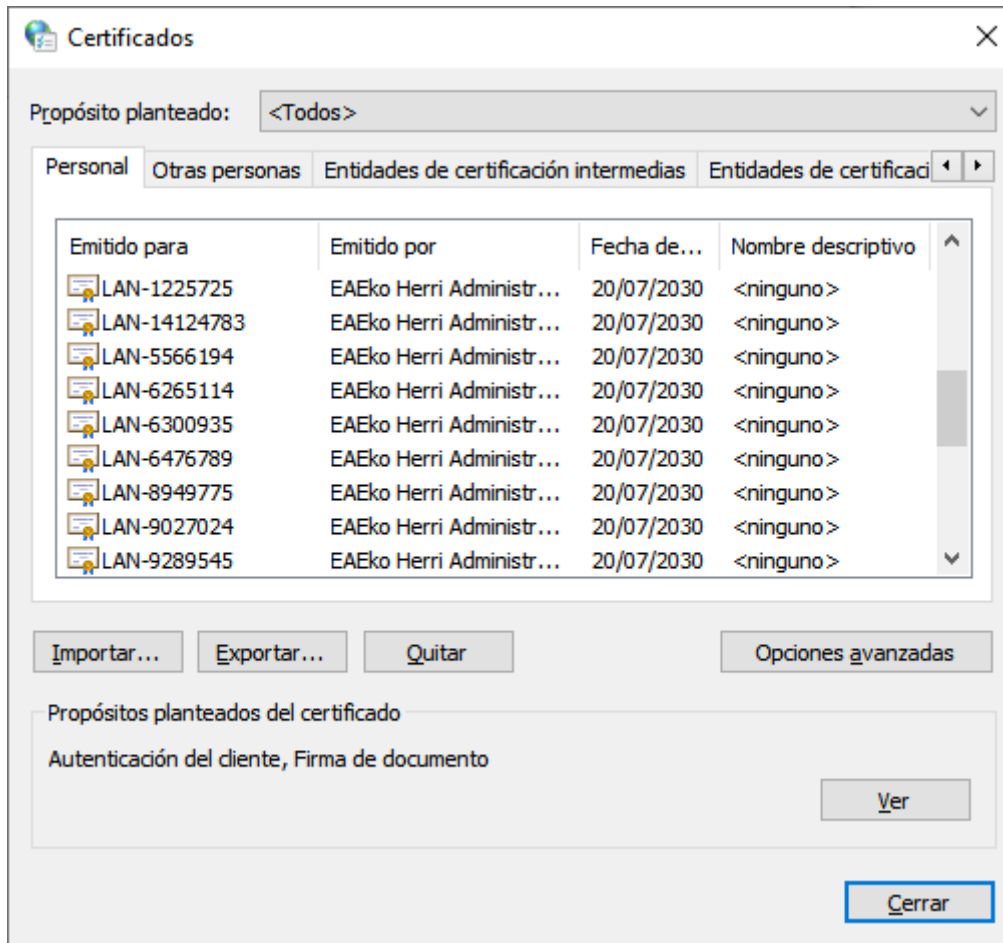 Certificados
Propósito planteado: <Todos>
Personal Otras personas Entidades de certificación intermedias Entidades de certificaci
Emitido para Emitido por Fecha de... Nombre descriptivo
LAN-1225725 EAEko Herri Administr... 20/07/2030 <ninguno>
LAN-14124783 EAEko Herri Administr... 20/07/2030 <ninguno>
LAN-5566194 EAEko Herri Administr... 20/07/2030 <ninguno>
LAN-6265114 EAEko Herri Administr... 20/07/2030 <ninguno>
LAN-6300935 EAEko Herri Administr... 20/07/2030 <ninguno>
LAN-6476789 EAEko Herri Administr... 20/07/2030 <ninguno>
LAN-8949775 EAEko Herri Administr... 20/07/2030 <ninguno>
LAN-9027024 EAEko Herri Administr... 20/07/2030 <ninguno>
LAN-9289545 EAEko Herri Administr... 20/07/2030 <ninguno>
Importar... Exportar... Quitar Opciones avanzadas
Propósitos planteados del certificado
Autenticación del cliente, Firma de documento
Ver
Cerrar